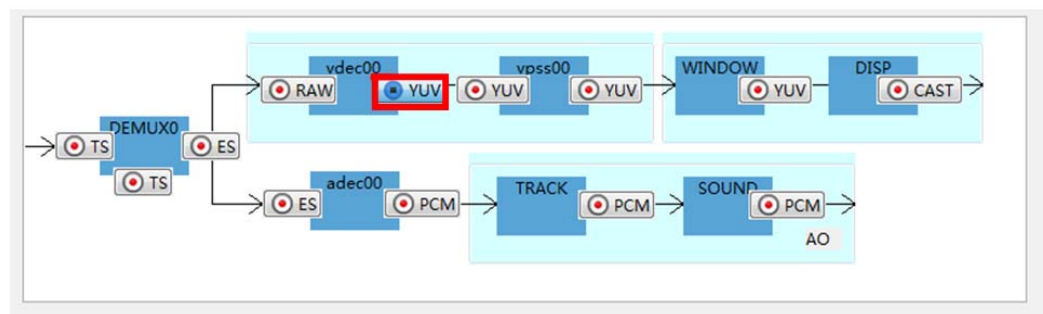 vdec00
vpss00
WINDOW
DISP
RAW
YUV
YUV
YUV
YUV
CAST
DEMUX0
TS
ES
TS
adec00
TRACK
SOUND
ES
PCM
PCM
PCM
AO